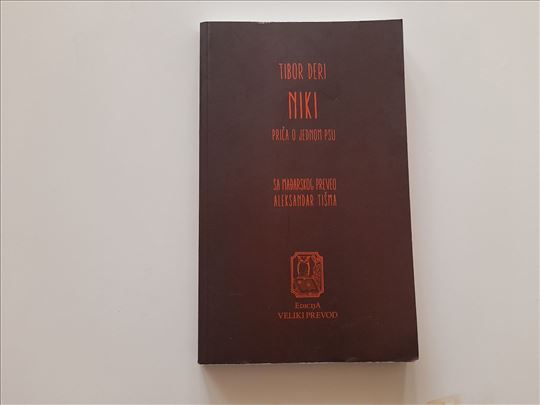 TIBOR DERI
NIKI
PRIČA O JEDNOM PSU
SA MAĐARSKOG PREVEO
ALEKSANDAR TIŠMA
EDICIJA
VELIKI PREVOD